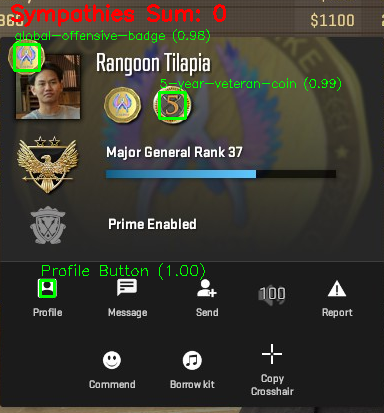 Sympathies Sum: 0
$1100
global-offensive-badge (0.98)
Rangoon Tilapia
5-year-veteran-coin (0.99)
5
Major General Rank 37
Prime Enabled
Profile Button (1.00)
100
Profile
Message
Send
Report
Commend
Borrow kit
Copy
Crosshair